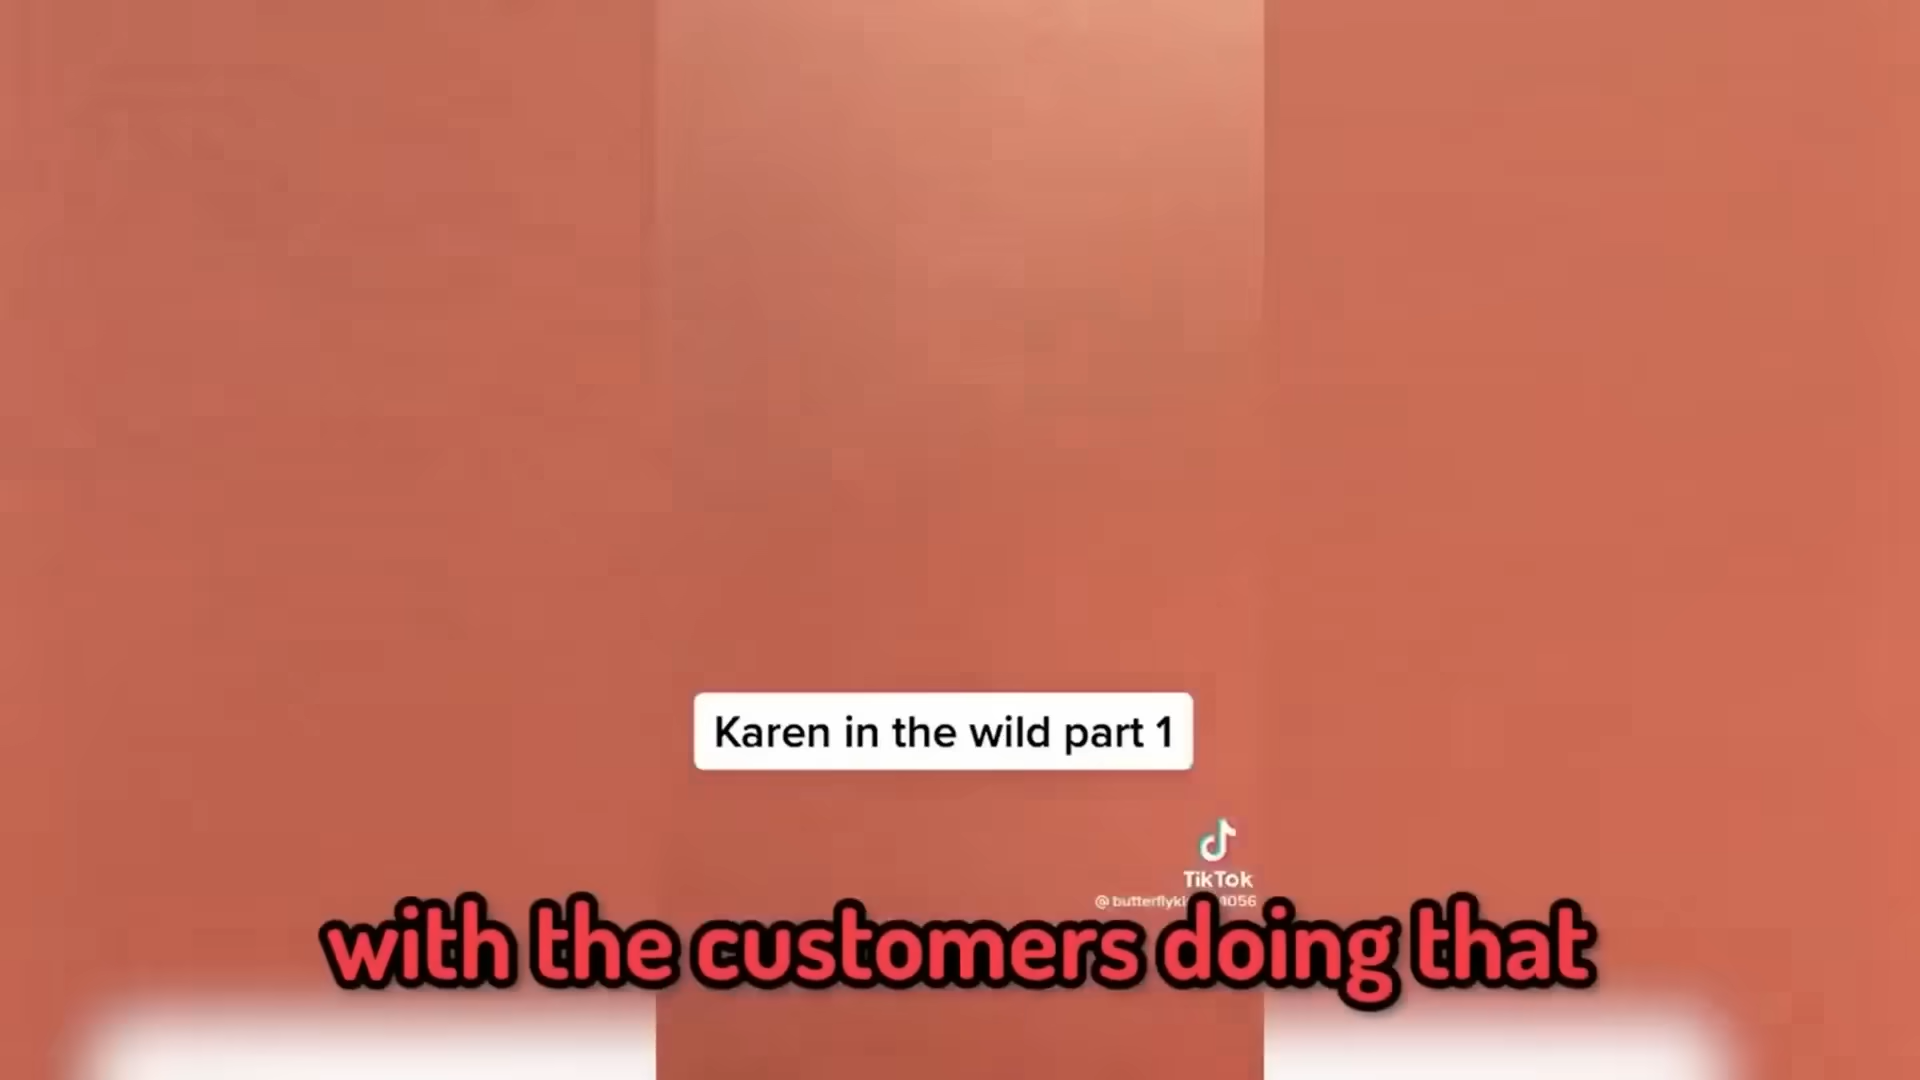 Karen in the wild part 1
TikTok
with the customers doing that